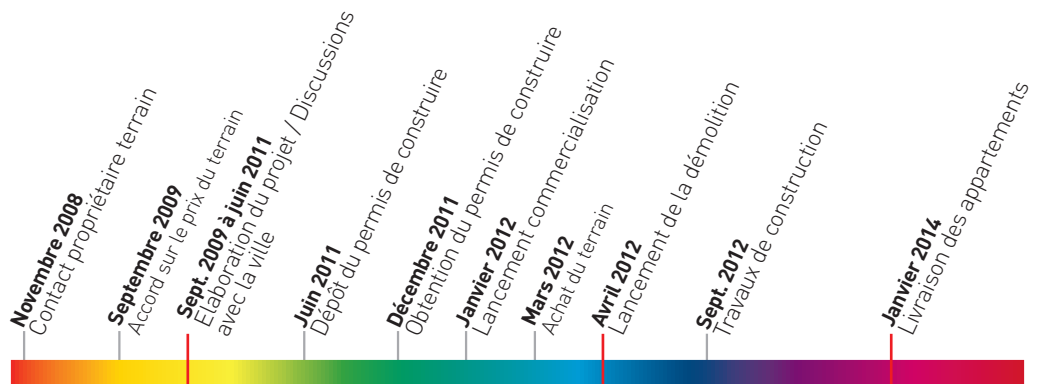 Novembre 2008
Contact propriétaire terrain
Septembre 2009
Accord sur le prix du terrain
Sept. 2009 à juin 2011
Elaboration du projet / Discussions
avec la ville
Juin 2011
Dépôt du permis de construire
Décembre 2011
Obtention du permis de construire
Janvier 2012
Lancement commercialisation
Mars 2012
Achat du terrain
Avril 2012
Lancement de la démolition
Sept. 2012
Travaux de construction
Janvier 2014
Livraison des appartements